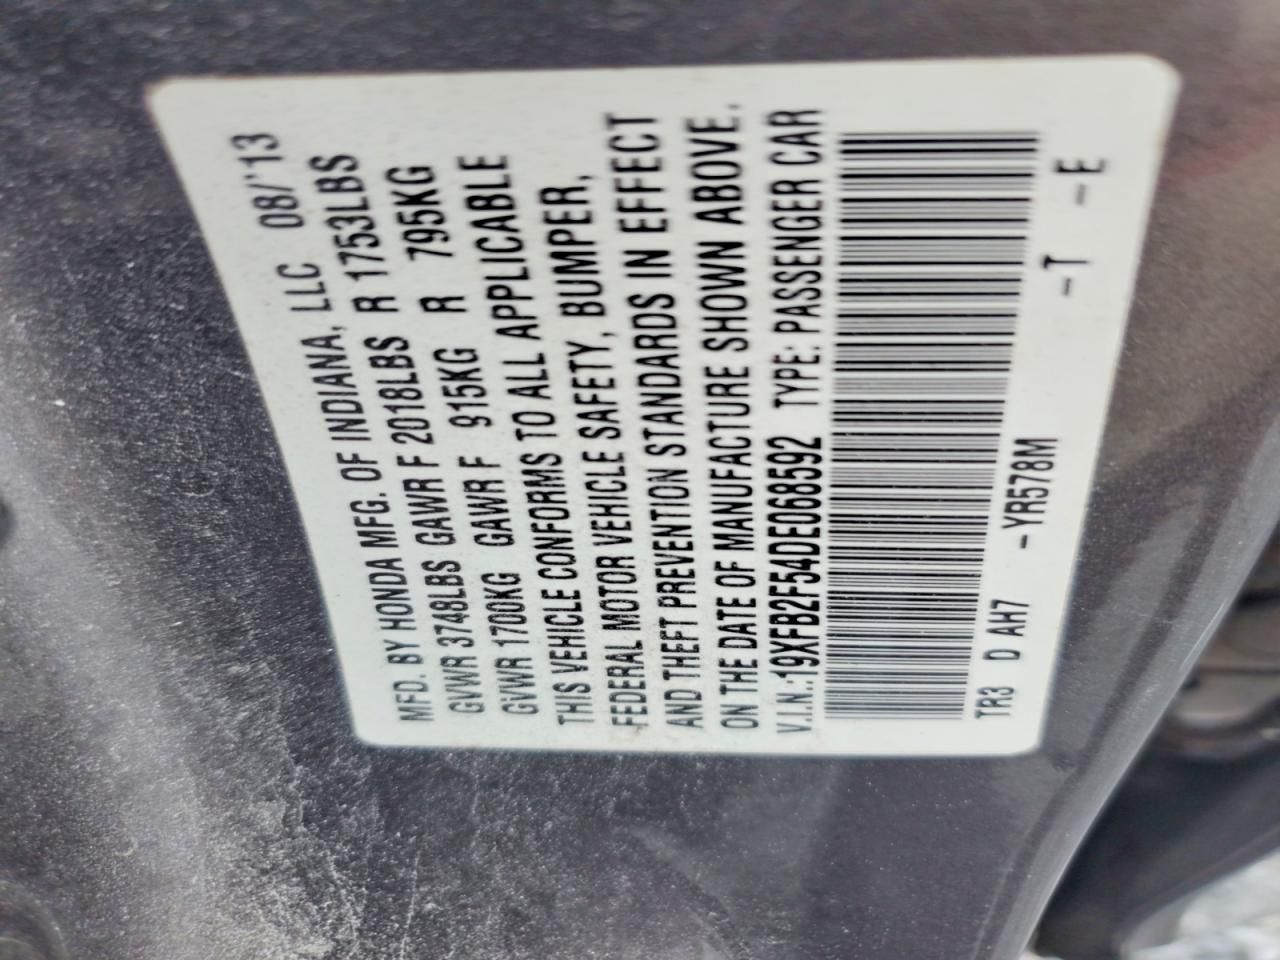 MFD. BY HONDA MFG. OF INDIANA, LLC 08/'13
GVWR 3748LBS GAWR F 2018LBS R 1753LBS
GVWR 1700KG GAWR F 915KG R 795KG
THIS VEHICLE CONFORMS TO ALL APPLICABLE
FEDERAL MOTOR VEHICLE SAFETY, BUMPER,
AND THEFT PREVENTION STANDARDS IN EFFECT
ON THE DATE OF MANUFACTURE SHOWN ABOVE.
V.I.N.:19XFB2F54DE068592 TYPE: PASSENGER CAR
TR3 D AH7 -YR578M -T -E